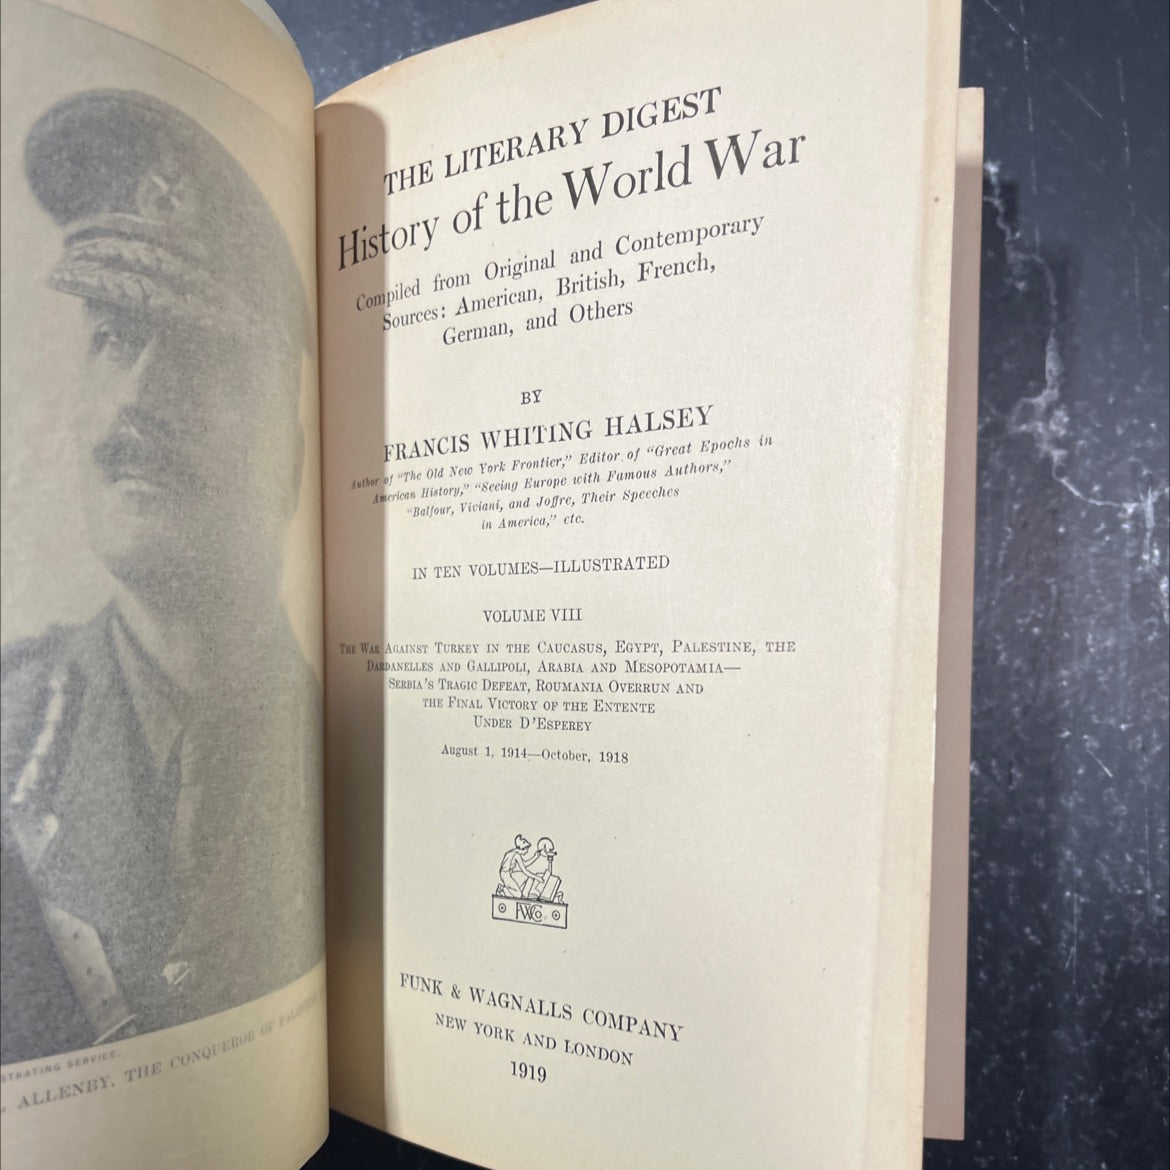 STRATING SERVICE.
ALLENBY, THE CONQUEROR OF
THE LITERARY DIGEST
History of the World War
Compiled from Original and Contemporary
Sources: American, British, French,
German, and Others
BY
FRANCIS WHITING HALSEY
Author of "The Old New York Frontier," Editor of "Great Epochs in
American History," "Seeing Europe with Famous Authors,"
"Balfour, Viviani, and Joffre, Their Speeches
in America," etc.
IN TEN VOLUMES—ILLUSTRATED
VOLUME VIII
The War Against Turkey in the Caucasus, Egypt, Palestine, the
Dardanelles and Gallipoli, Arabia and Mesopotamia—
Serbia's Tragic Defeat, Roumania Overrun and
the Final Victory of the Entente
Under D'Esperey
August 1, 1914—October, 1918
F&WCo.
FUNK & WAGNALLS COMPANY
NEW YORK AND LONDON
1919